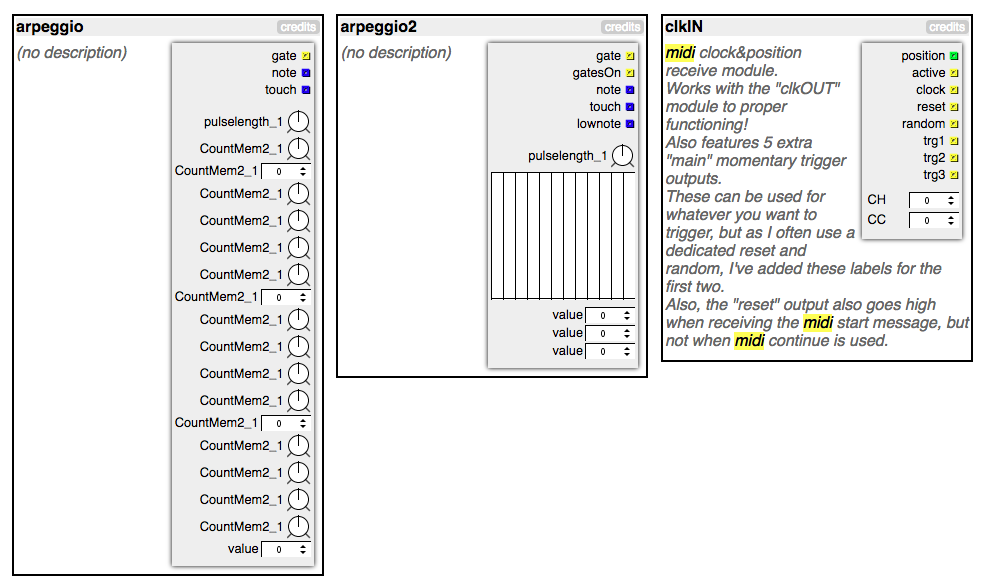 arpeggio credits
(no description)
gate
note
touch
pulselength_1
CountMem2_1
CountMem2_1 0
CountMem2_1
CountMem2_1
CountMem2_1
CountMem2_1
CountMem2_1 0
CountMem2_1
CountMem2_1
CountMem2_1
CountMem2_1
CountMem2_1 0
CountMem2_1
CountMem2_1
CountMem2_1
CountMem2_1
value 0
arpeggio2 credits
(no description)
gate
gatesOn
note
touch
lownote
pulselength_1
value 0
value 0
value 0
clkIN credits
midi clock&position
receive module.
Works with the "clkOUT"
module to proper
functioning!
Also features 5 extra
"main" momentary trigger
outputs.
These can be used for
whatever you want to
trigger, but as I often use a
dedicated reset and
random, I've added these labels for the
first two.
Also, the "reset" output also goes high
when receiving the midi start message, but
not when midi continue is used.
position
active
clock
reset
random
trg1
trg2
trg3
CH 0
CC 0